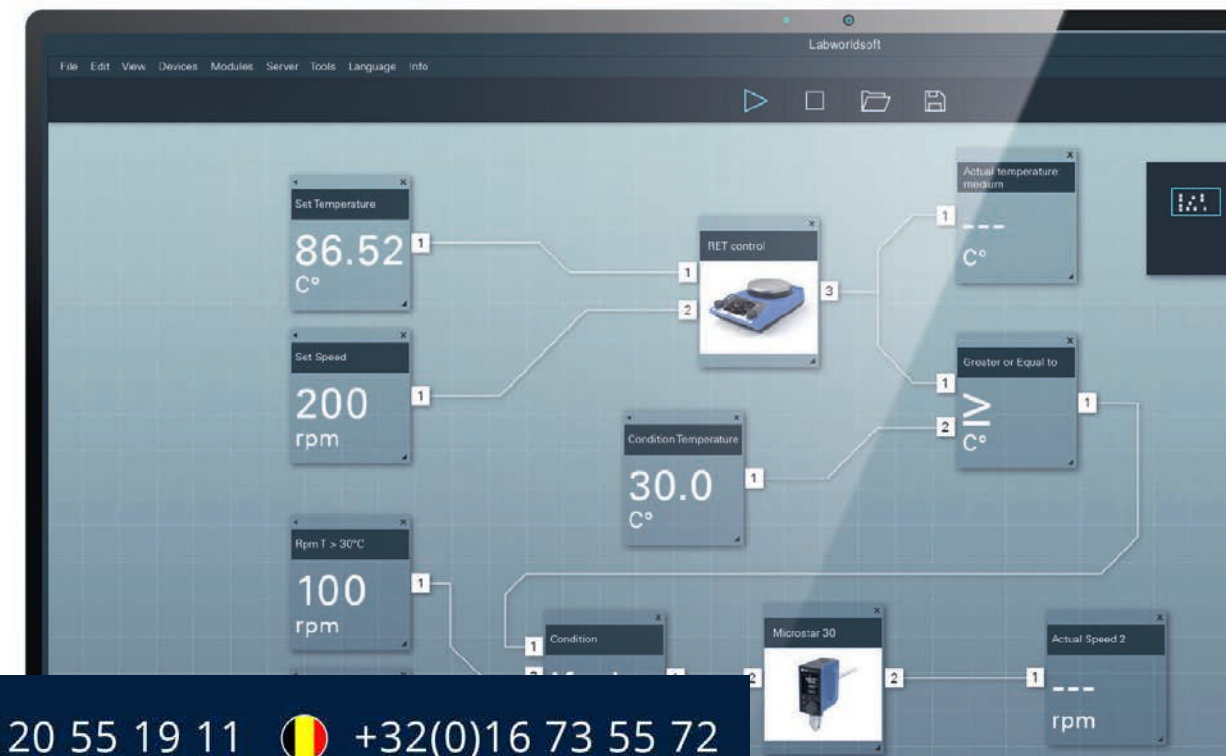 Labworldsoft
File Edit View Devices Modules Server Tools Language Info
Set Temperature
86.52
C°
1
Set Speed
200
rpm
1
1
2
RET control
3
Actual temperature:
medium
1
---
C°
Greater or Equal to
1
2
≥
C°
1
Condition Temperature
30.0
C°
1
Rpm T > 30°C
100
rpm
1
Condition
1
Microstar 30
2
2
Actual Speed 2
1
---
rpm
20 55 19 11 +32(0)16 73 55 72